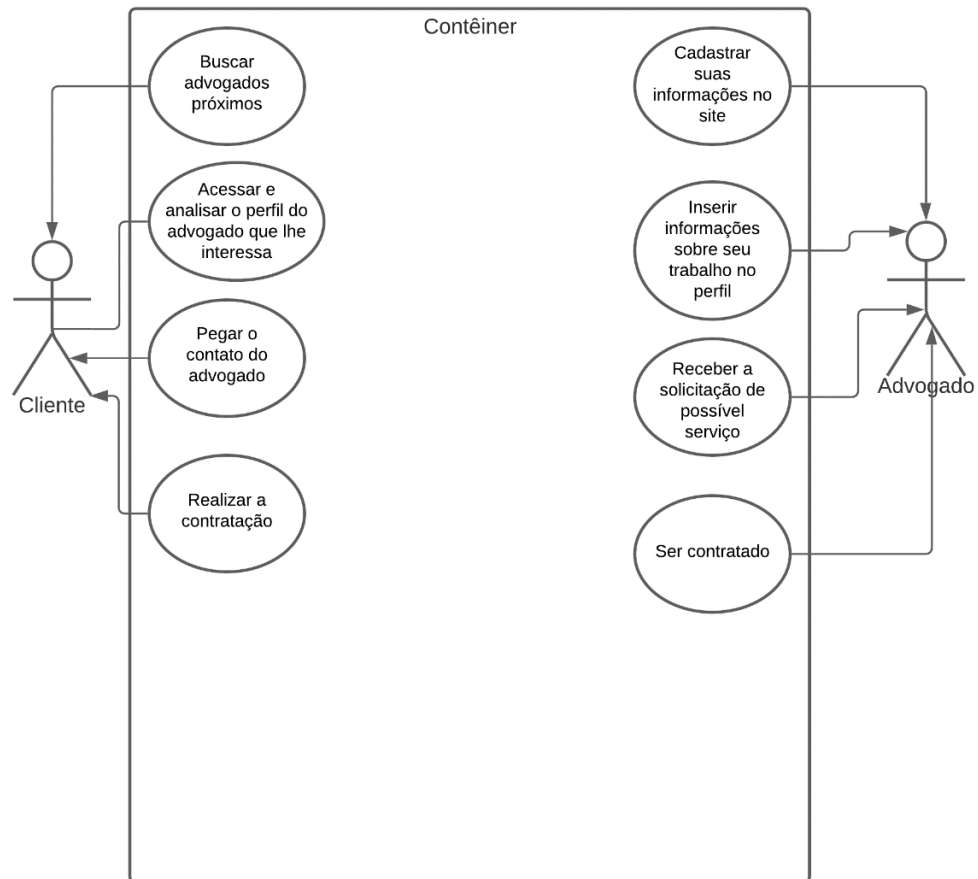 Contêiner
Buscar
advogados
próximos
Acessar e
analisar o perfil do
advogado que lhe
interessa
Pegar o
contato do
advogado
Cliente
Realizar a
contratação
Cadastrar
suas
informações no
site
Inserir
informações
sobre seu
trabalho no
perfil
Receber a
solicitação de
possível
serviço
Advogado
Ser contratado